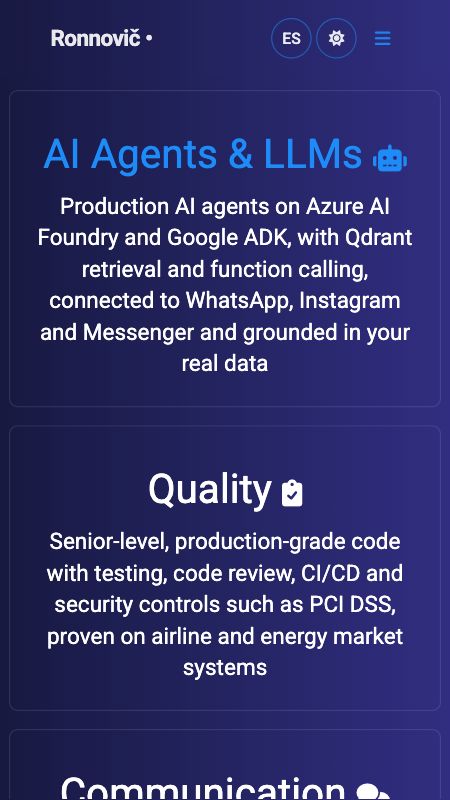 Ronnovič •
ES
AI Agents & LLMs
Production AI agents on Azure AI
Foundry and Google ADK, with Qdrant
retrieval and function calling,
connected to WhatsApp, Instagram
and Messenger and grounded in your
real data
Quality
Senior-level, production-grade code
with testing, code review, CI/CD and
security controls such as PCI DSS,
proven on airline and energy market
systems
Communication